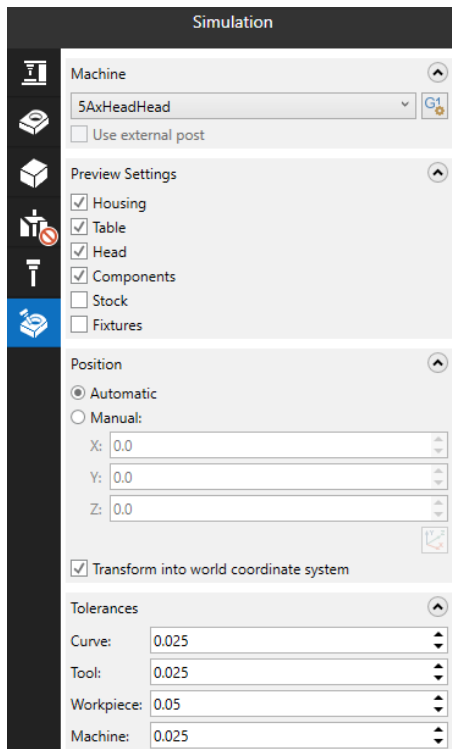 Simulation
Machine
5AxHeadHead
G1
Use external post
Preview Settings
Housing
Table
Head
Components
Stock
Fixtures
Position
Automatic
Manual:
X: 0.0
Y: 0.0
Z: 0.0
Transform into world coordinate system
Tolerances
Curve: 0.025
Tool: 0.025
Workpiece: 0.05
Machine: 0.025